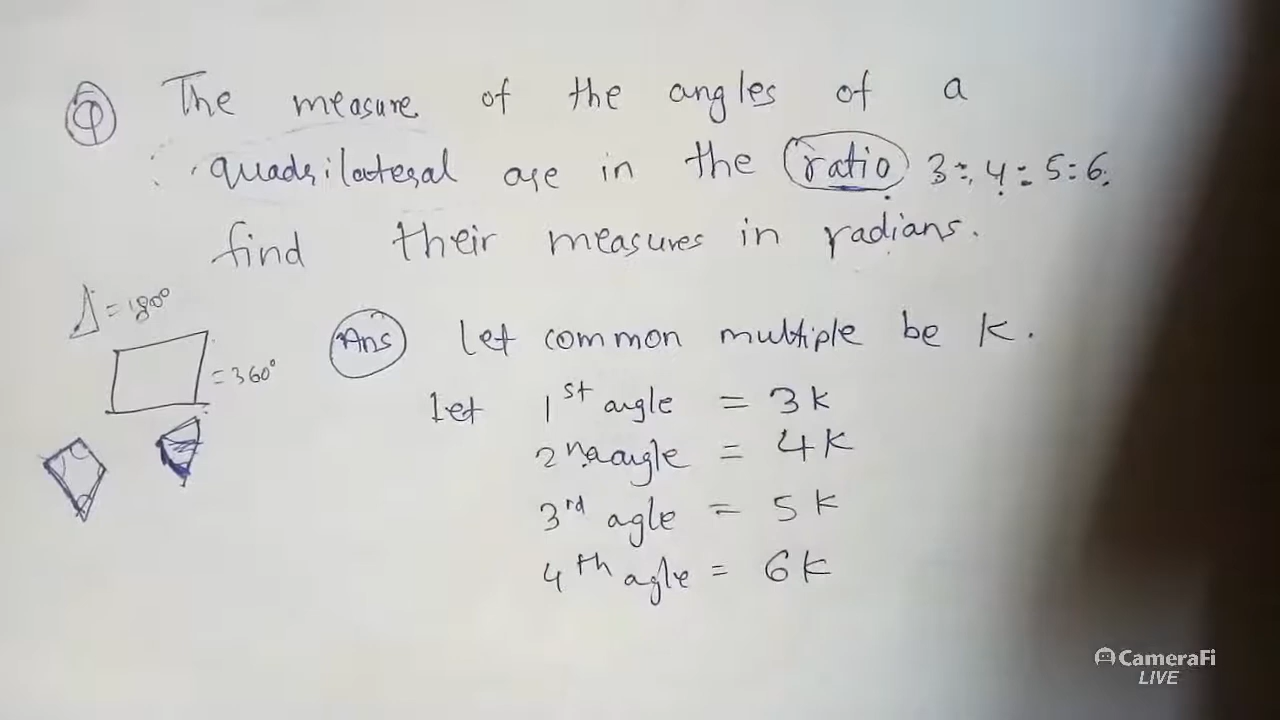 Q The measure of the angles of a
quadrilateral are in the ratio 3:4:5:6.
find their measures in radians.
Δ = 180°
= 360°
Ans Let common multiple be k.
Let 1st angle = 3k
2nd angle = 4k
3rd agle = 5k
4th agle = 6k
CameraFi
LIVE